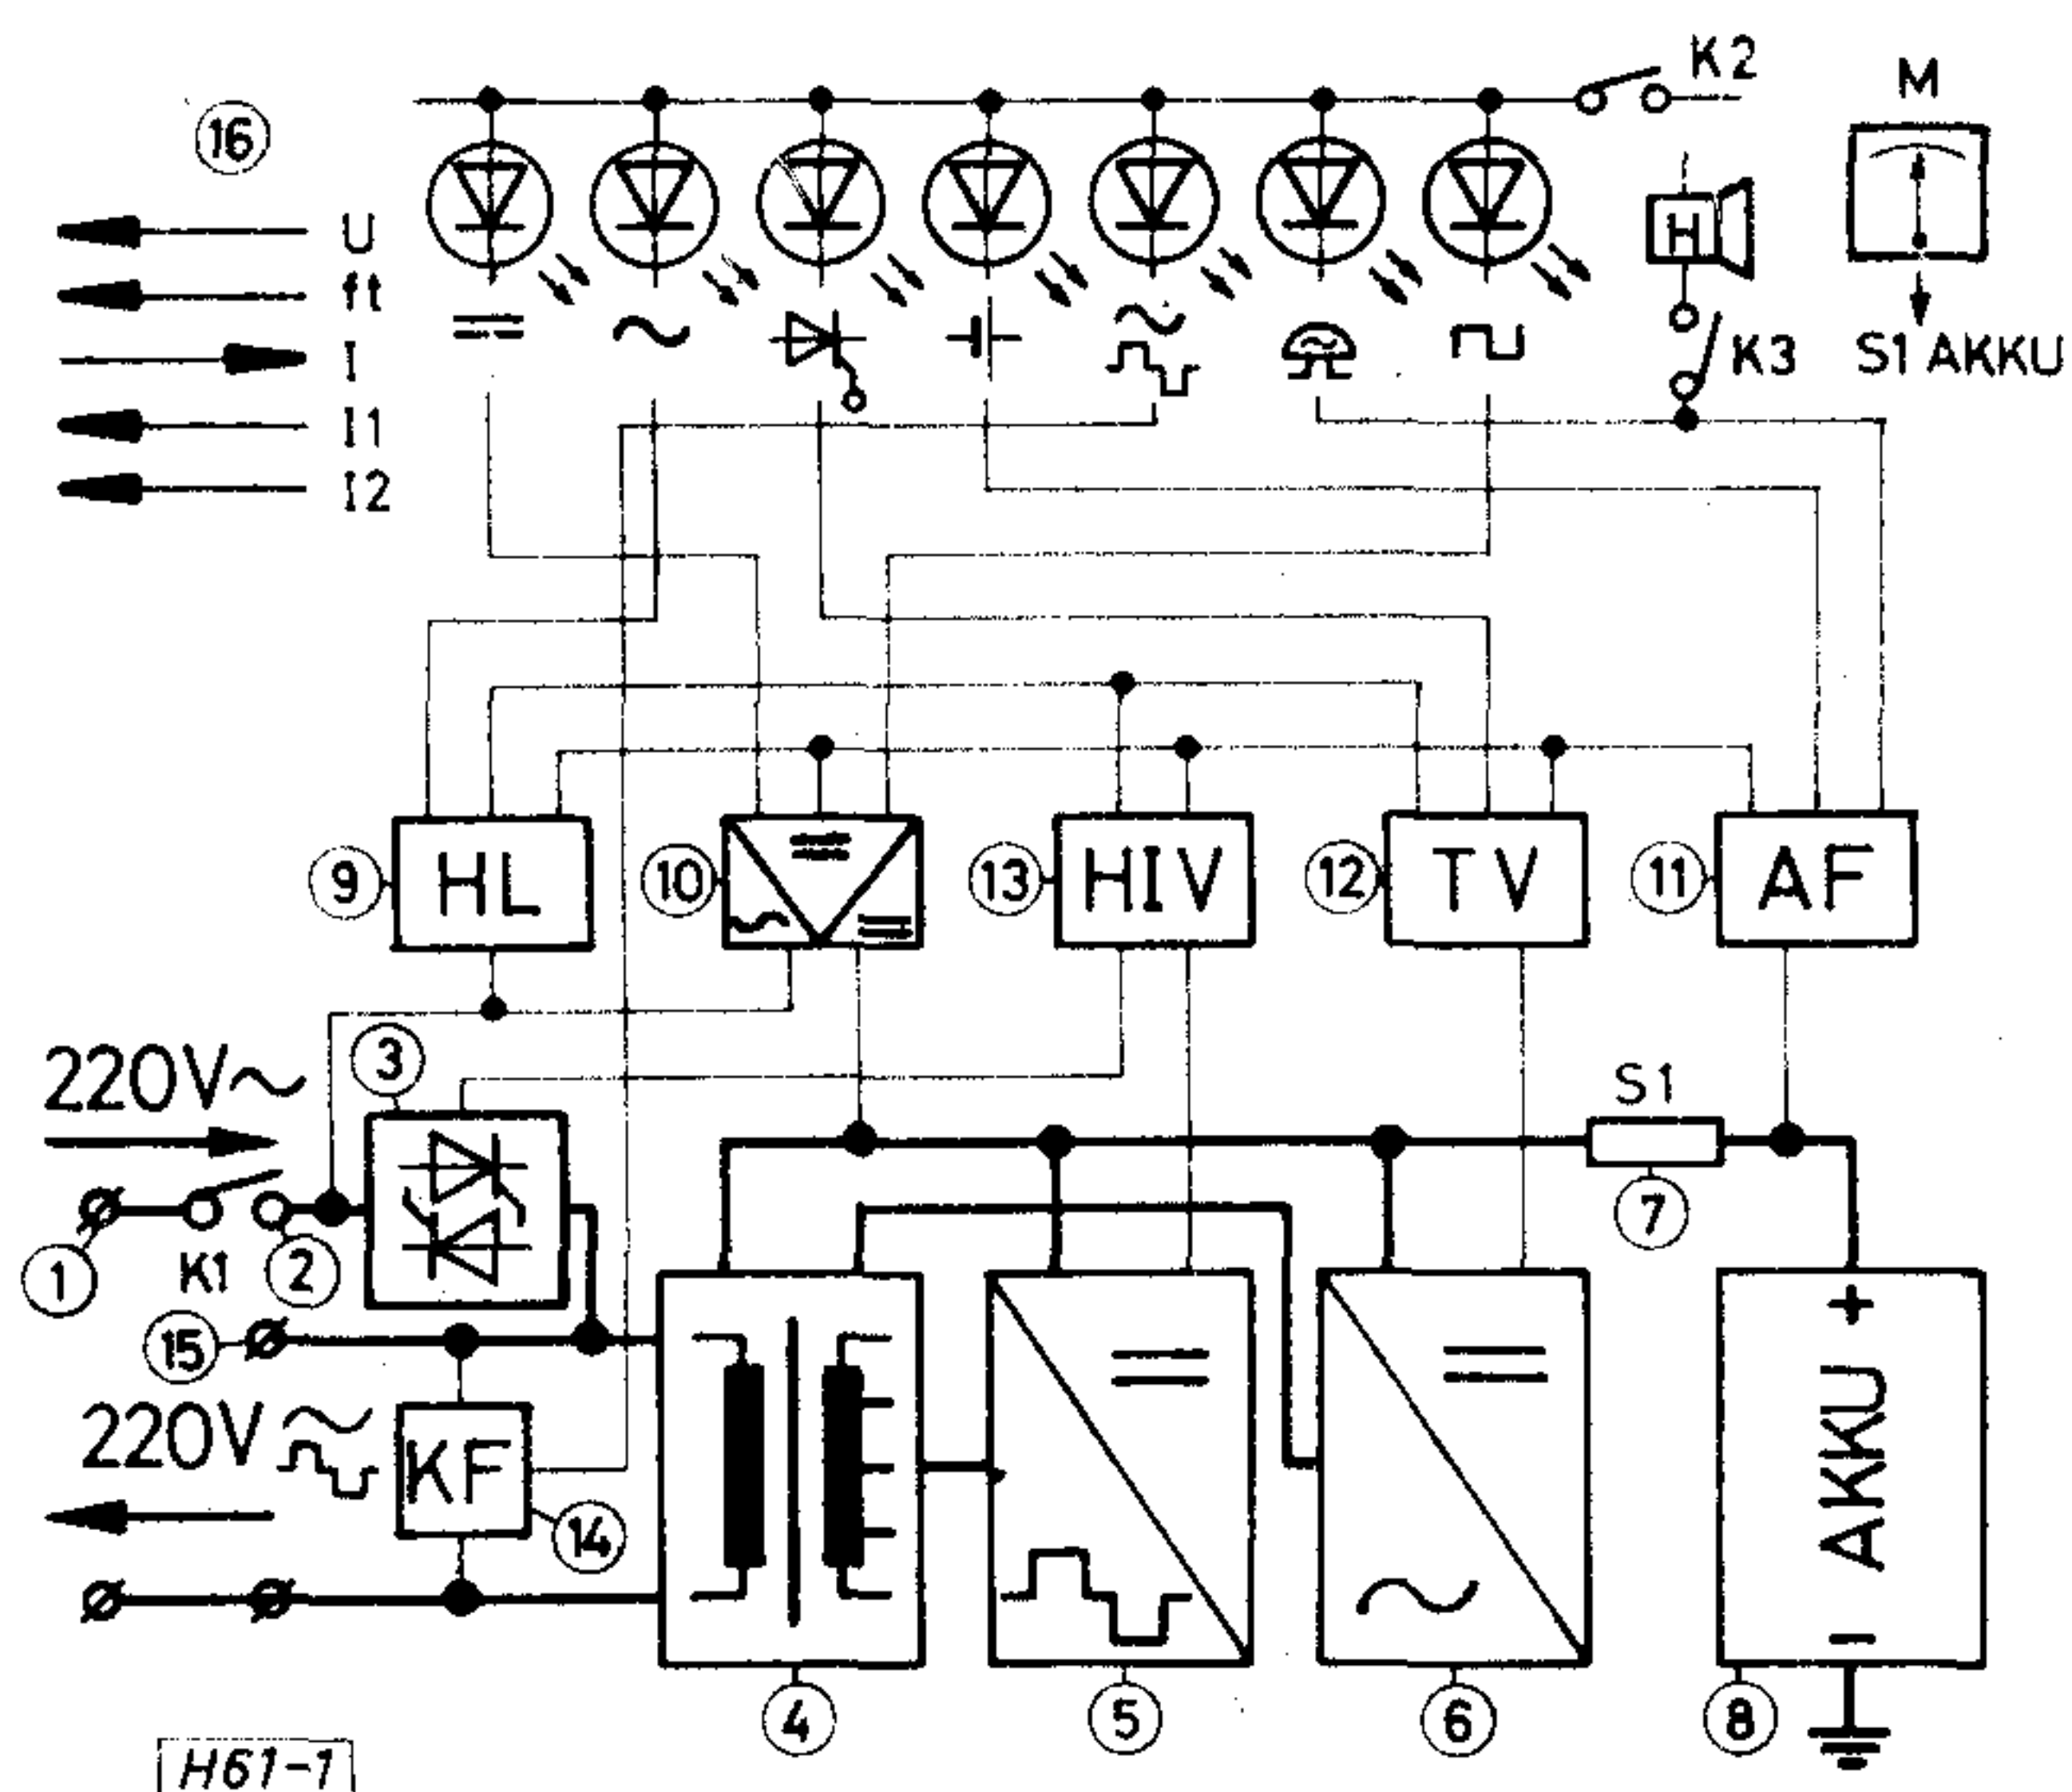 K2
M
16
U
ft
I
I1
I2
H
K3
S1 AKKU
9
HL
10
13
HIV
12
TV
11
AF
220V~
3
S1
7
1
K1
2
15
220V
KF
14
+
AKKU
−
4
5
6
8
H61-1